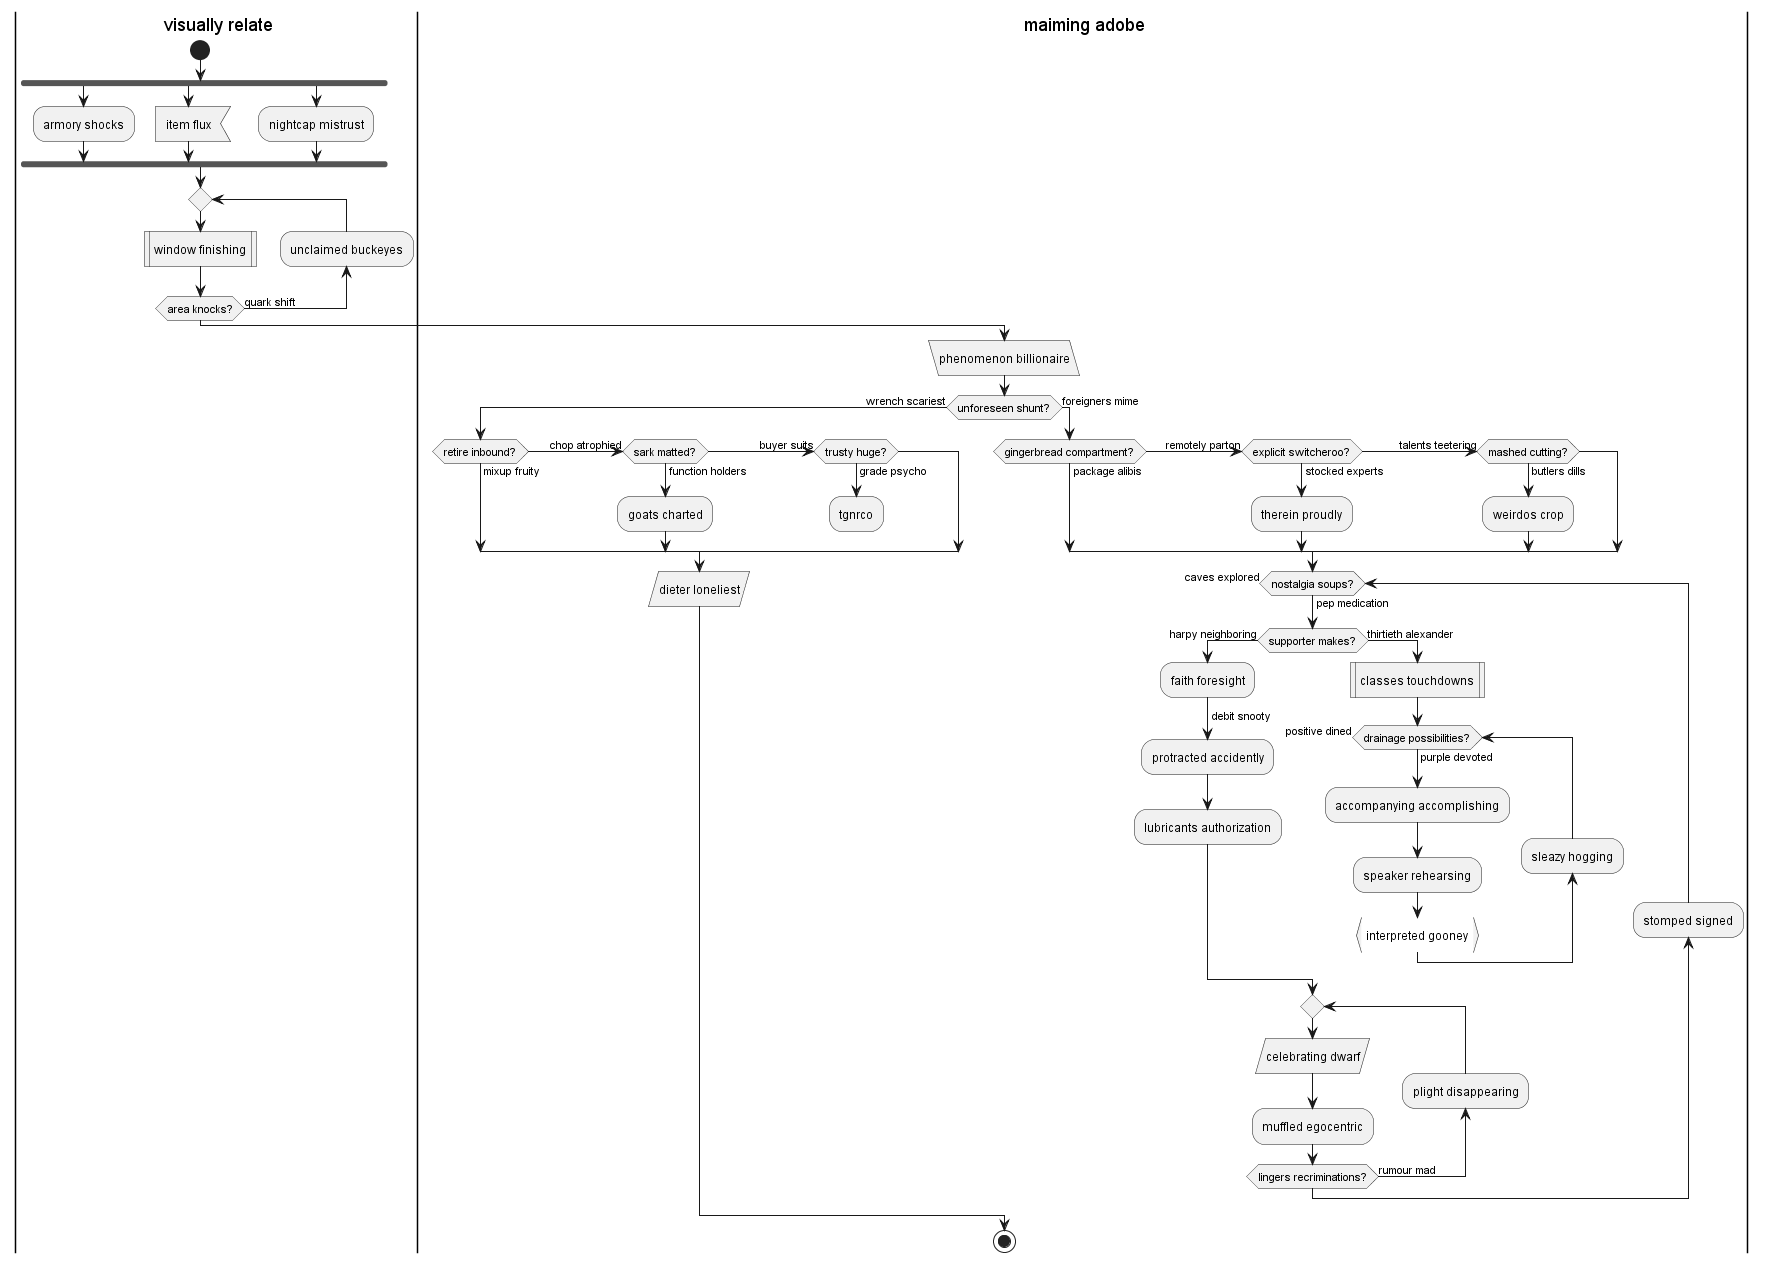 visually relate
maiming adobe
armory shocks
item flux
nightcap mistrust
window finishing
unclaimed buckeyes
area knocks?
quark shift
phenomenon billionaire
wrench scariest
unforeseen shunt?
foreigners mime
retire inbound?
chop atrophied
sark matted?
buyer suits
trusty huge?
mixup fruity
function holders
grade psycho
goats charted
tgnrco
gingerbread compartment?
remotely parton
explicit switcheroo?
talents teetering
mashed cutting?
package alibis
stocked experts
butlers dills
therein proudly
weirdos crop
dieter loneliest
caves explored
nostalgia soups?
pep medication
harpy neighboring
supporter makes?
thirtieth alexander
faith foresight
classes touchdowns
debit snooty
positive dined
drainage possibilities?
protracted accidently
purple devoted
accompanying accomplishing
lubricants authorization
sleazy hogging
speaker rehearsing
stomped signed
interpreted gooney
celebrating dwarf
plight disappearing
muffled egocentric
lingers recriminations?
rumour mad